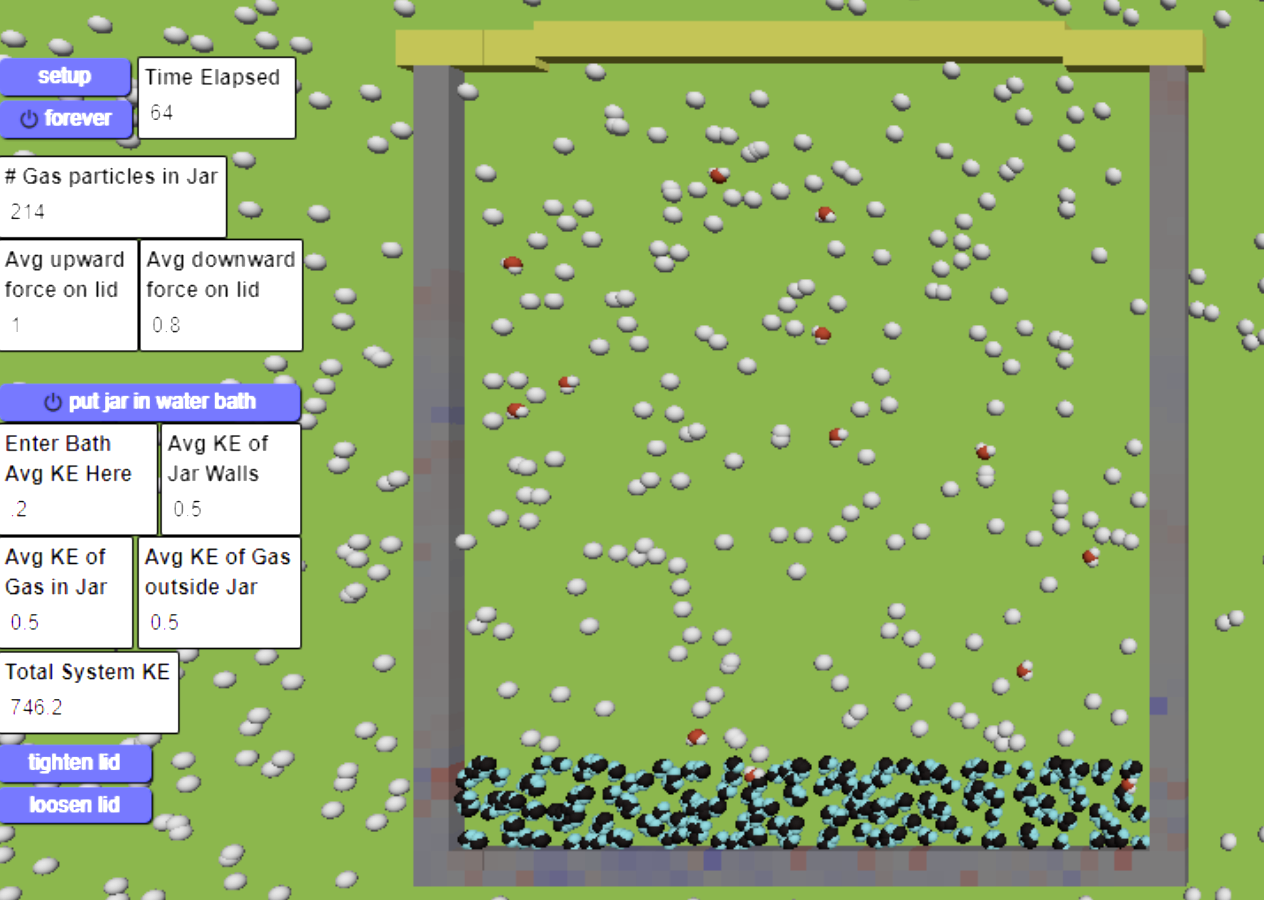 setup
forever
Time Elapsed
64
# Gas particles in Jar
214
Avg upward
force on lid
1
Avg downward
force on lid
0.8
put jar in water bath
Enter Bath
Avg KE Here
.2
Avg KE of
Jar Walls
0.5
Avg KE of
Gas in Jar
0.5
Avg KE of Gas
outside Jar
0.5
Total System KE
746.2
tighten lid
loosen lid